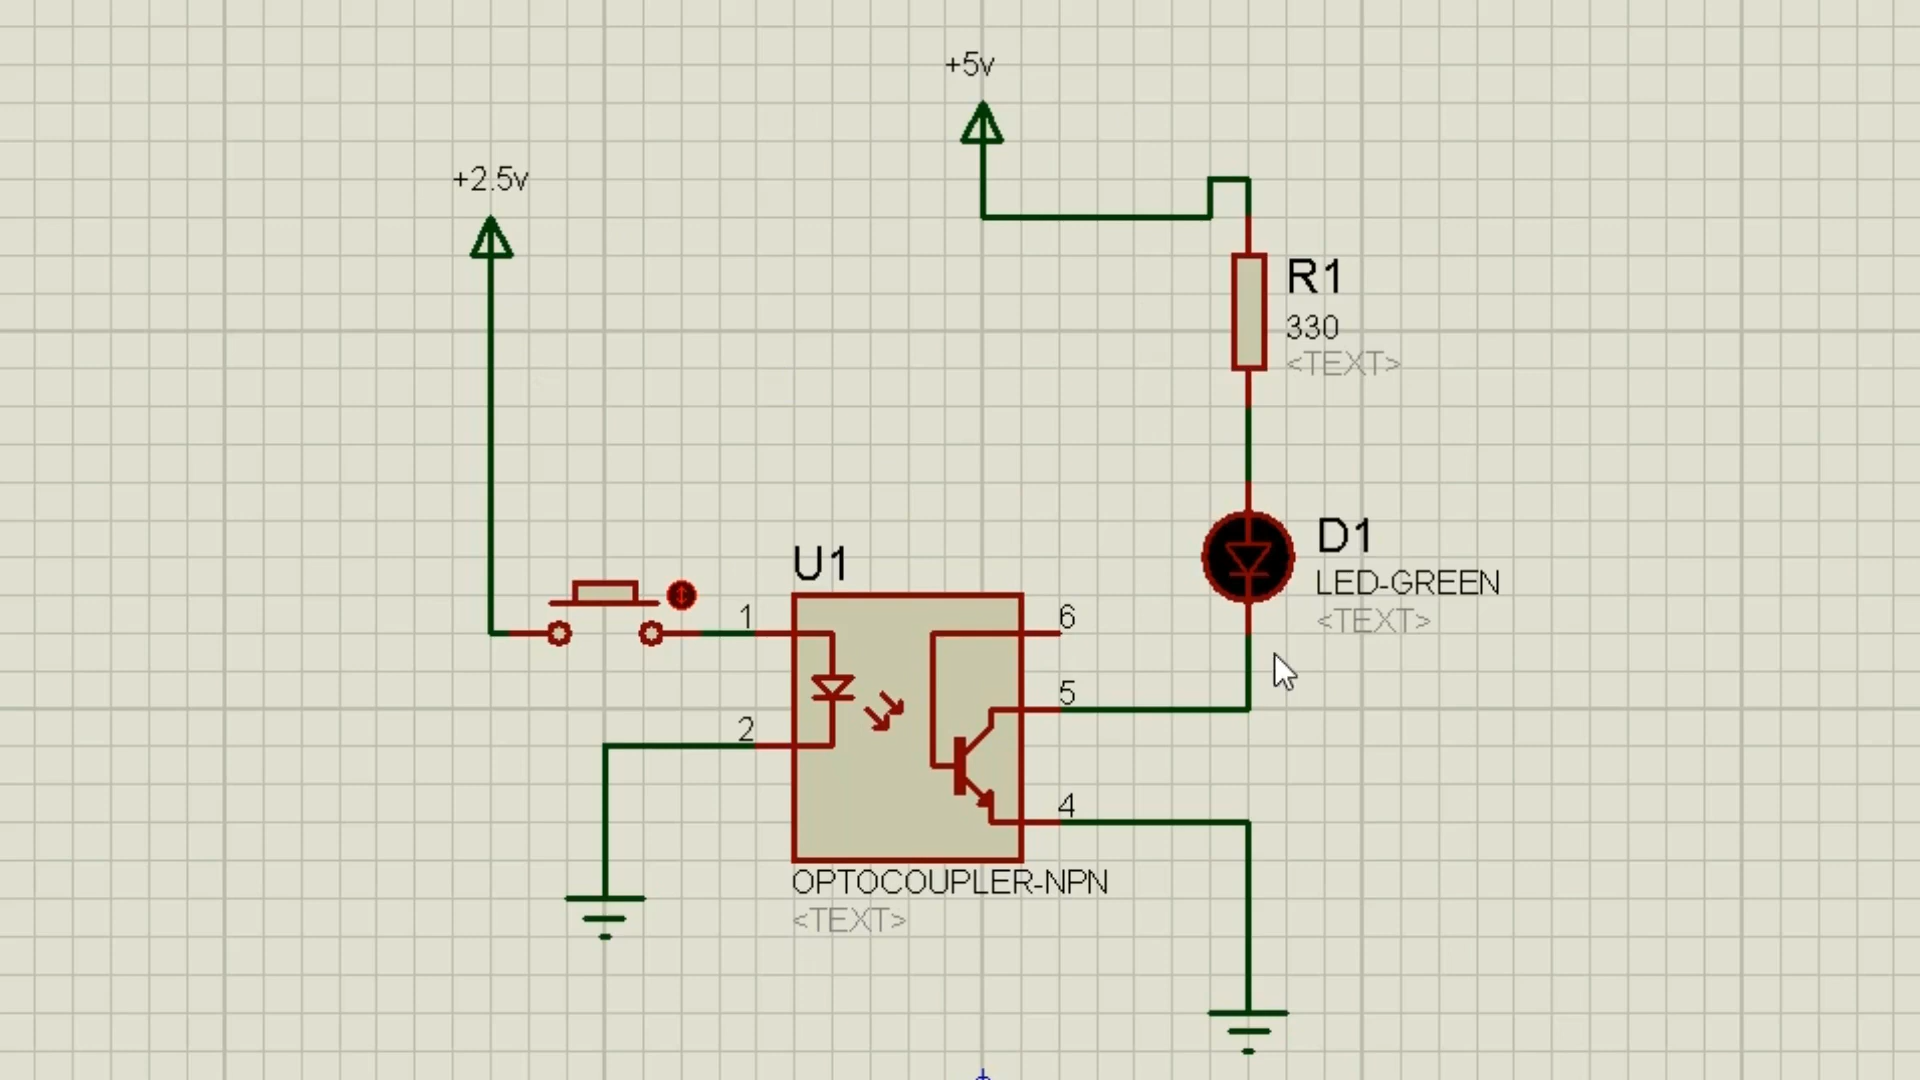 +5v
+2.5v
R1
330
<TEXT>
D1
LED-GREEN
<TEXT>
U1
1
6
5
2
4
OPTOCOUPLER-NPN
<TEXT>